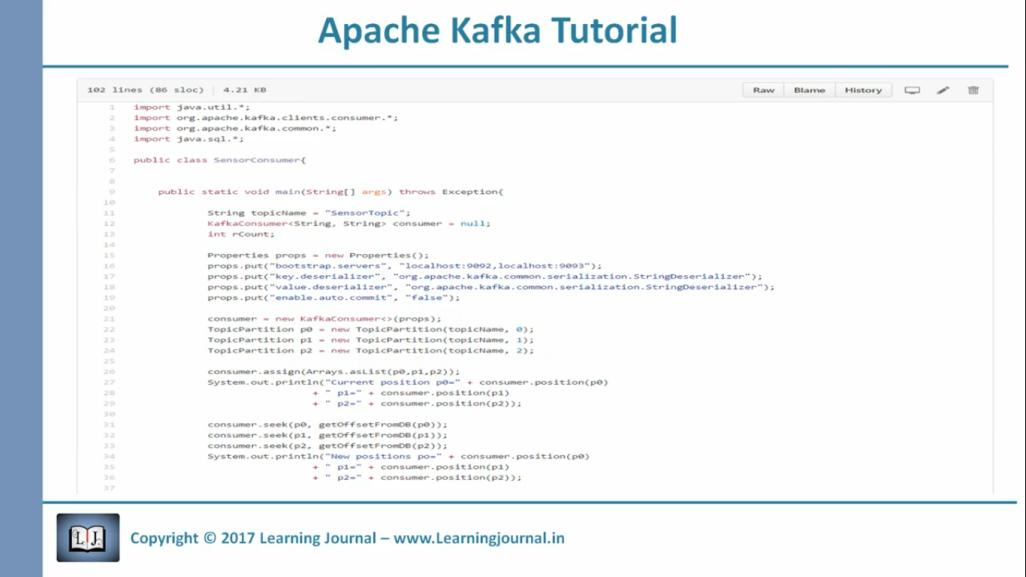 Apache Kafka Tutorial
102 lines (86 sloc) | 4.21 KB Raw Blame History
1 import java.util.*;
2 import org.apache.kafka.clients.consumer.*;
3 import org.apache.kafka.common.*;
4 import java.sql.*;
5
6 public class SensorConsumer{
7
8
9 public static void main(String[] args) throws Exception{
10
11 String topicName = "SensorTopic";
12 KafkaConsumer<String, String> consumer = null;
13 int rCount;
14
15 Properties props = new Properties();
16 props.put("bootstrap.servers", "localhost:9092,localhost:9093");
17 props.put("key.deserializer", "org.apache.kafka.common.serialization.StringDeserializer");
18 props.put("value.deserializer", "org.apache.kafka.common.serialization.StringDeserializer");
19 props.put("enable.auto.commit", "false");
20
21 consumer = new KafkaConsumer<>(props);
22 TopicPartition p0 = new TopicPartition(topicName, 0);
23 TopicPartition p1 = new TopicPartition(topicName, 1);
24 TopicPartition p2 = new TopicPartition(topicName, 2);
25
26 consumer.assign(Arrays.asList(p0,p1,p2));
27 System.out.println("Current position p0=" + consumer.position(p0)
28 + " p1=" + consumer.position(p1)
29 + " p2=" + consumer.position(p2));
30
31 consumer.seek(p0, getOffsetFromDB(p0));
32 consumer.seek(p1, getOffsetFromDB(p1));
33 consumer.seek(p2, getOffsetFromDB(p2));
34 System.out.println("New positions po=" + consumer.position(p0)
35 + " p1=" + consumer.position(p1)
36 + " p2=" + consumer.position(p2));
37
LJ
Copyright © 2017 Learning Journal – www.Learningjournal.in